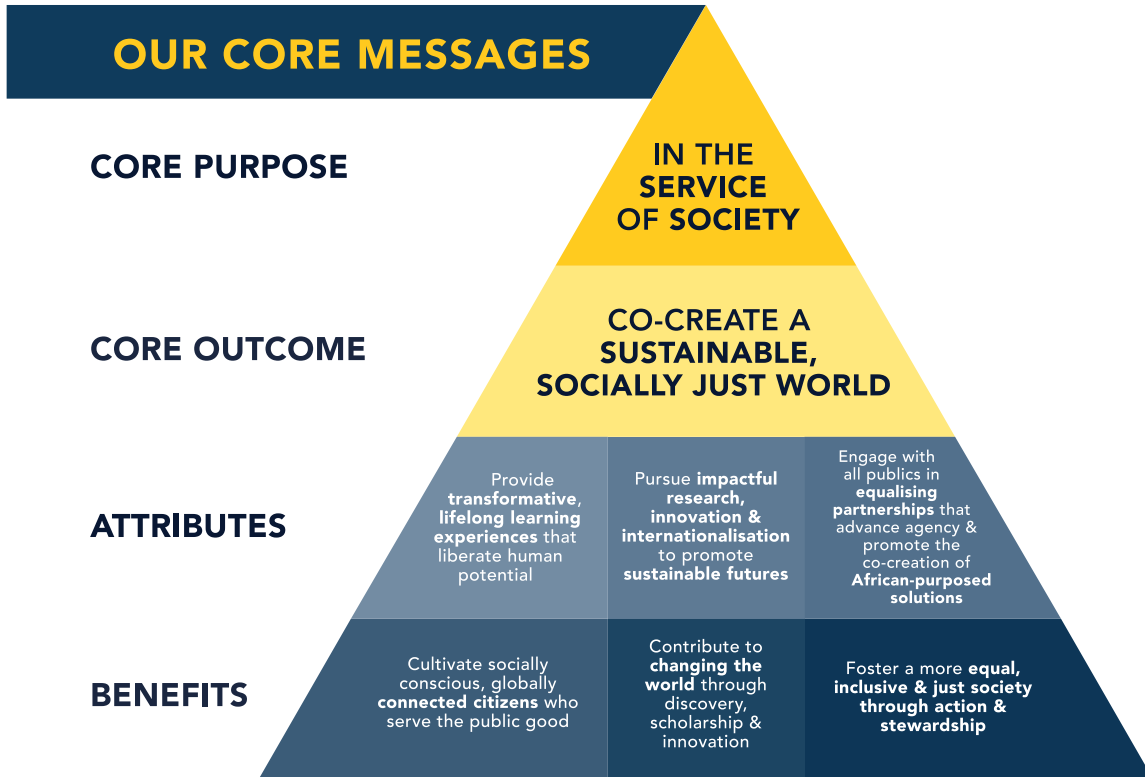 OUR CORE MESSAGES
CORE PURPOSE
IN THE
SERVICE
OF SOCIETY
CORE OUTCOME
CO-CREATE A
SUSTAINABLE,
SOCIALLY JUST WORLD
ATTRIBUTES
Provide
transformative,
lifelong learning
experiences that
liberate human
potential
Pursue impactful
research,
innovation &
internationalisation
to promote
sustainable futures
Engage with
all publics in
equalising
partnerships that
advance agency &
promote the
co-creation of
African-purposed
solutions
BENEFITS
Cultivate socially
conscious, globally
connected citizens who
serve the public good
Contribute to
changing the
world through
discovery,
scholarship &
innovation
Foster a more equal,
inclusive & just society
through action &
stewardship